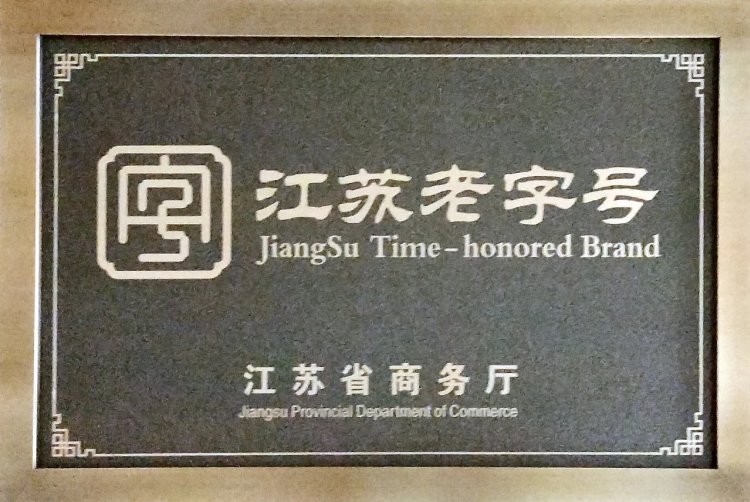 江苏老字号
JiangSu Time-honored Brand
江苏省商务厅
Jiangsu Provincial Department of Commerce